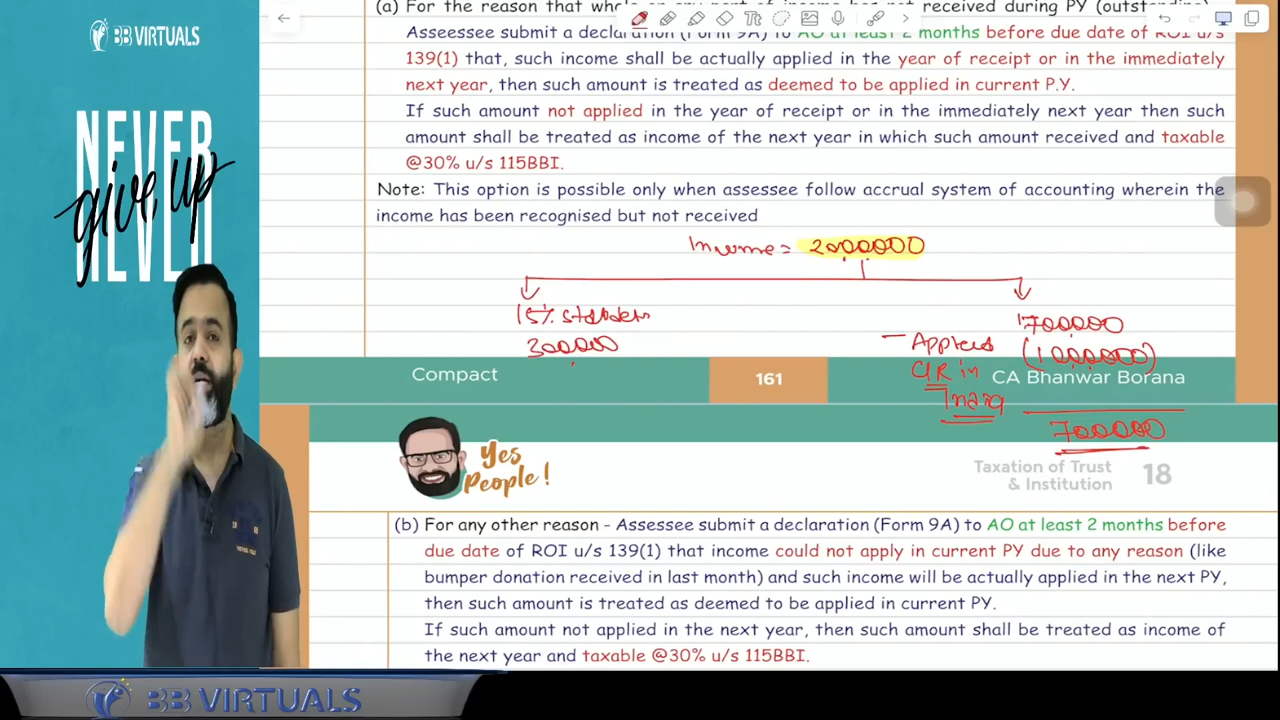 BB VIRTUALS
NEVER
give up
NEVER
(a) For the reason that whole or any part of income has not received during PY (outstanding)
Asseessee submit a declaration (Form 9A) to AO at least 2 months before due date of ROI u/s
139(1) that, such income shall be actually applied in the year of receipt or in the immediately
next year, then such amount is treated as deemed to be applied in current P.Y.
If such amount not applied in the year of receipt or in the immediately next year then such
amount shall be treated as income of the next year in which such amount received and taxable
@30% u/s 115BBI.
Note: This option is possible only when assessee follow accrual system of accounting wherein the
income has been recognised but not received
Income = 2000000
15%
300000
1700000
(1000000)
700000
Compact
161
CA Bhanwar Borana
Yes
People!
Taxation of Trust
& Institution
18
(b) For any other reason - Assessee submit a declaration (Form 9A) to AO at least 2 months before
due date of ROI u/s 139(1) that income could not apply in current PY due to any reason (like
bumper donation received in last month) and such income will be actually applied in the next PY,
then such amount is treated as deemed to be applied in current PY.
If such amount not applied in the next year, then such amount shall be treated as income of
the next year and taxable @30% u/s 115BBI.
BB VIRTUALS